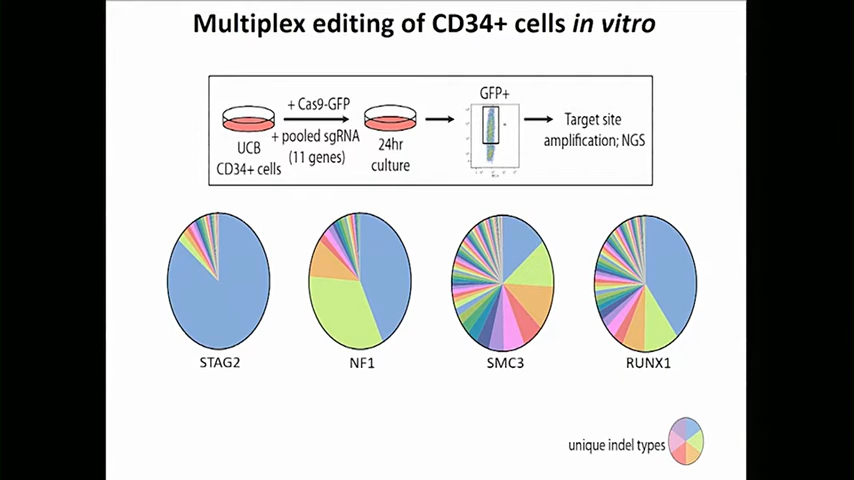 Multiplex editing of CD34+ cells in vitro
UCB
CD34+ cells
+ Cas9-GFP
+ pooled sgRNA
(11 genes)
24hr
culture
GFP+
Target site
amplification; NGS
STAG2
NF1
SMC3
RUNX1
unique indel types